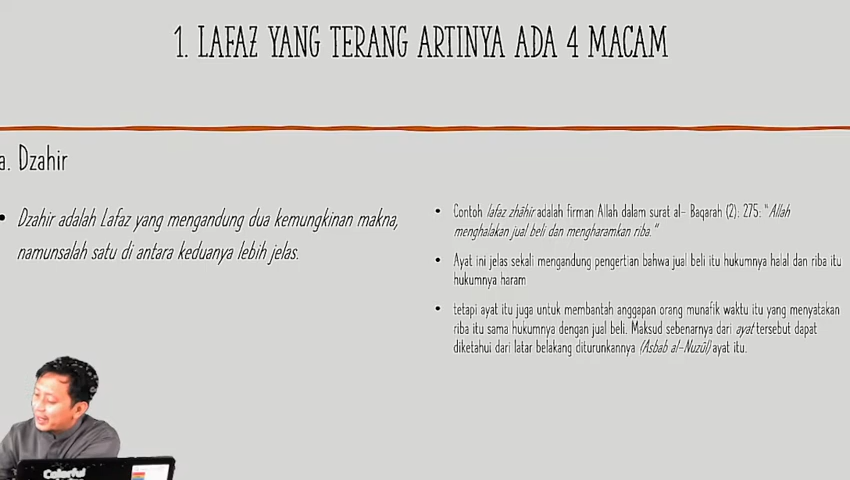 1. LAFAZ YANG TERANG ARTINYA ADA 4 MACAM
a. Dzahir
• Dzahir adalah Lafaz yang mengandung dua kemungkinan makna,
namunsalah satu di antara keduanya lebih jelas.
• Contoh lafaz zhāhir adalah firman Allah dalam surat al- Baqarah (2): 275: "Allah
menghalakan jual beli dan mengharamkan riba."
• Ayat ini jelas sekali mengandung pengertian bahwa jual beli itu hukumnya halal dan riba itu
hukumnya haram
• tetapi ayat itu juga untuk membantah anggapan orang munafik waktu itu yang menyatakan
riba itu sama hukumnya dengan jual beli. Maksud sebenarnya dari ayat tersebut dapat
diketahui dari latar belakang diturunkannya (Asbab al-Nuzūl) ayat itu.
Colorful